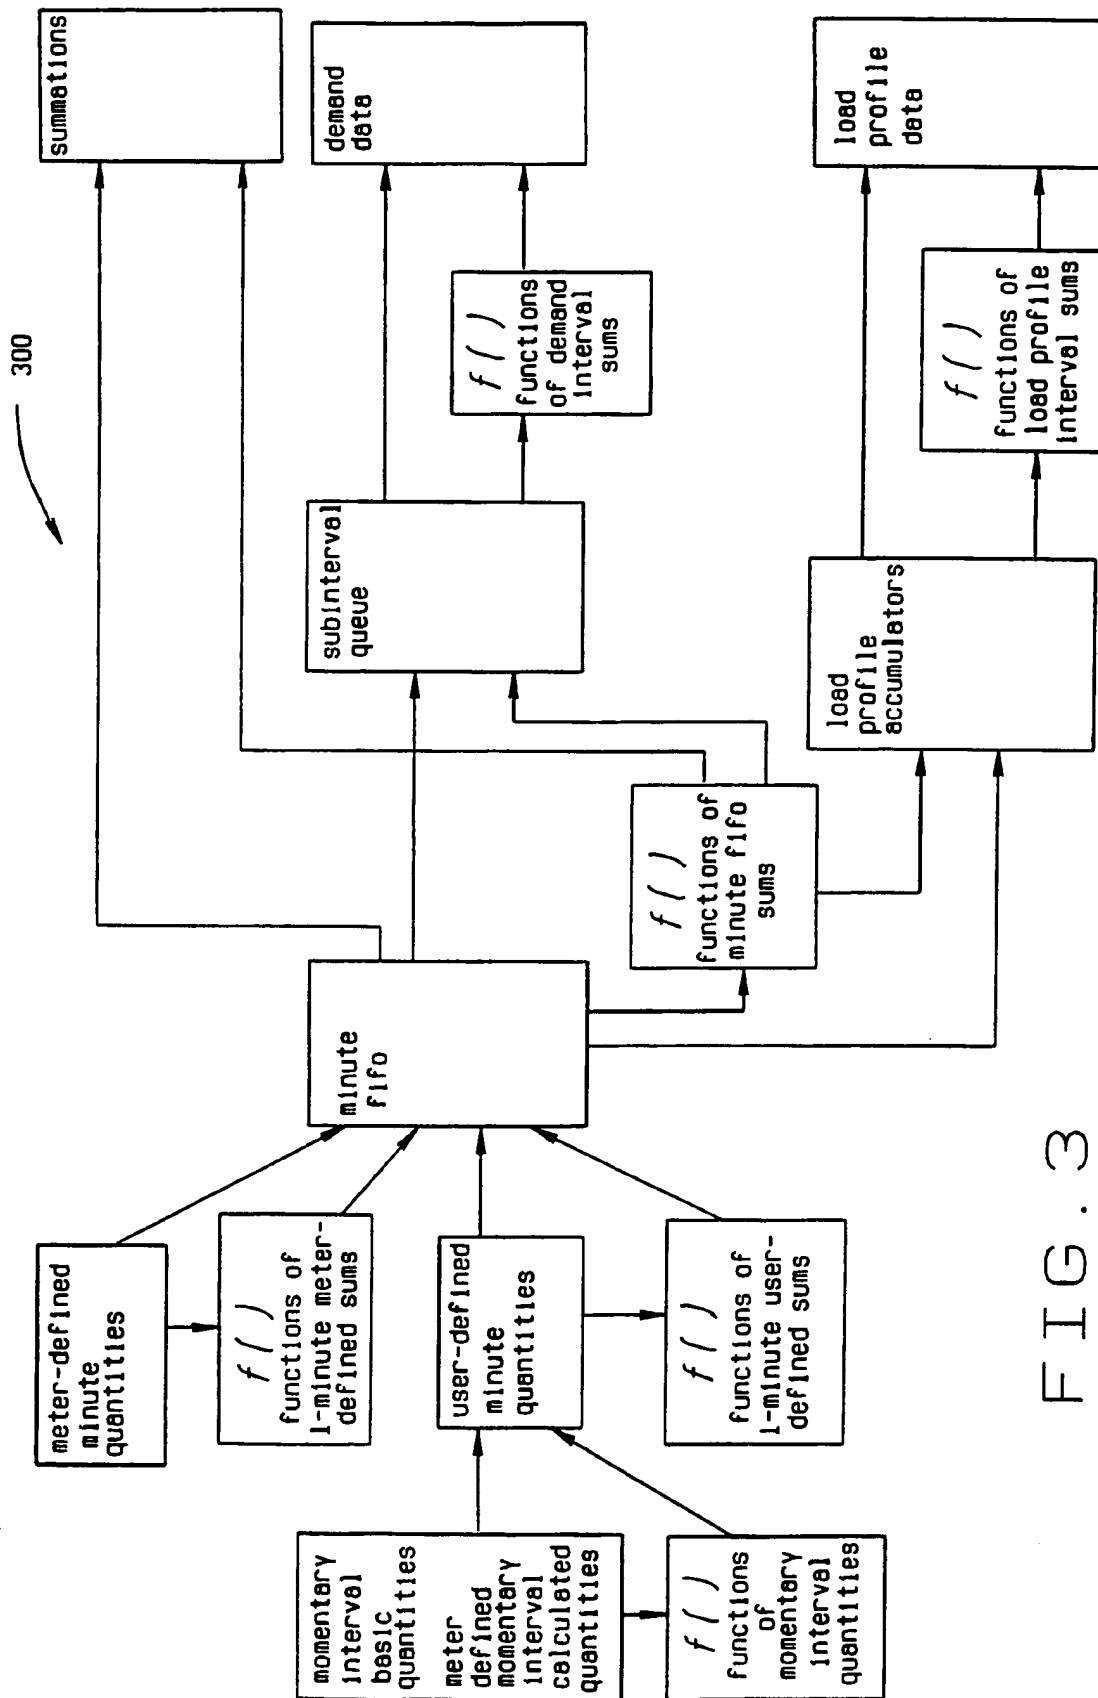 300
momentary
interval
basic
quantities
meter
defined
momentary
interval
calculated
quantities
f()
functions
of
momentary
interval
quantities
meter-defined
minute
quantities
f()
functions of
1-minute meter-
defined sums
user-defined
minute
quantities
f()
functions of
1-minute user-
defined sums
minute
fifo
f()
functions of
minute fifo
sums
subinterval
queue
load
profile
accumulators
f()
functions
of demand
interval
sums
f()
functions of
load profile
interval sums
summations
demand
data
load
profile
data
FIG. 3